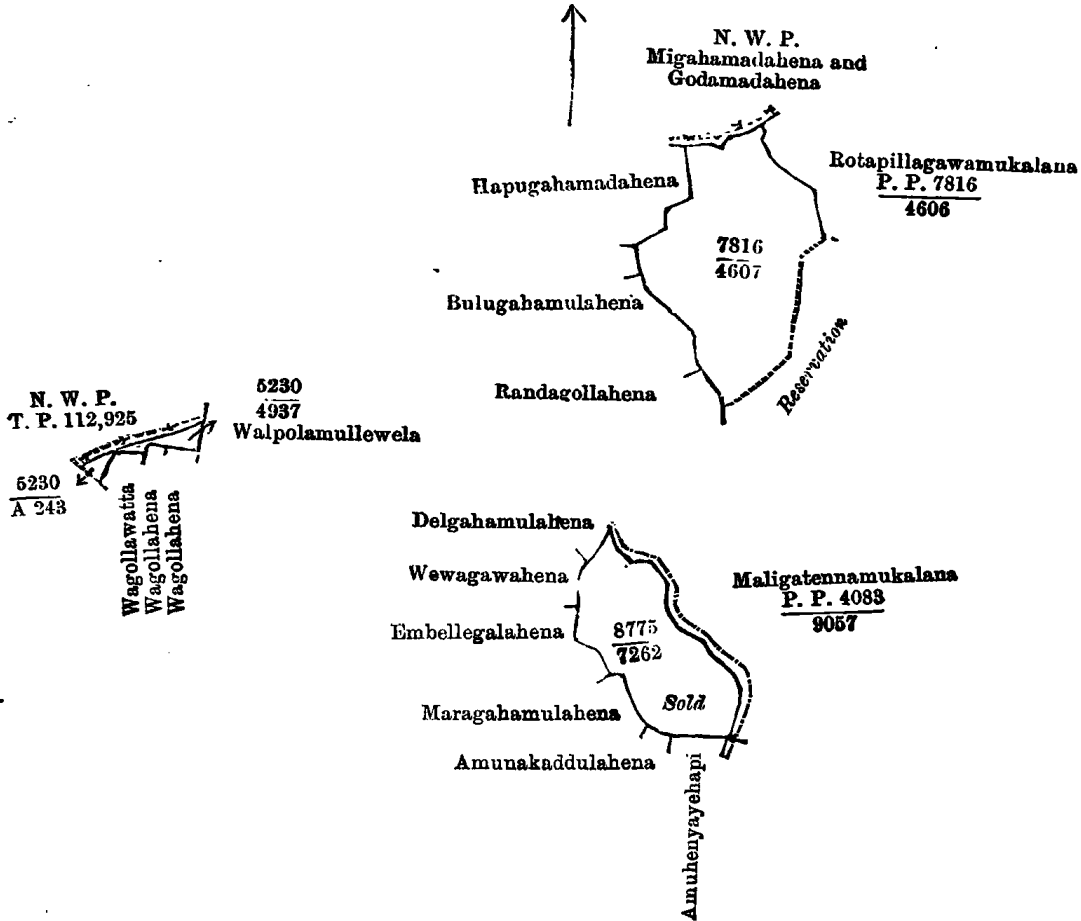 N. W. P.
Migahamadahena and
Godamadahena
Hapugahamadahena
Rotapillagawamukalana
P. P. 7816
4606
7816
4607
Bulugahamulahena
Randagollahena
Reservation
N. W. P.
T. P. 112,925
5230
4937
Walpolamullewela
5230
A 243
Wagollawatta
Wagollahena
Wagollahena
Delgahamulahena
Wewagawahena
Maligatennamukalana
P. P. 4083
9057
Embellegalahena
8775
7262
Sold
Maragahamulahena
Amunakaddulahena
Amuhenyayehapi